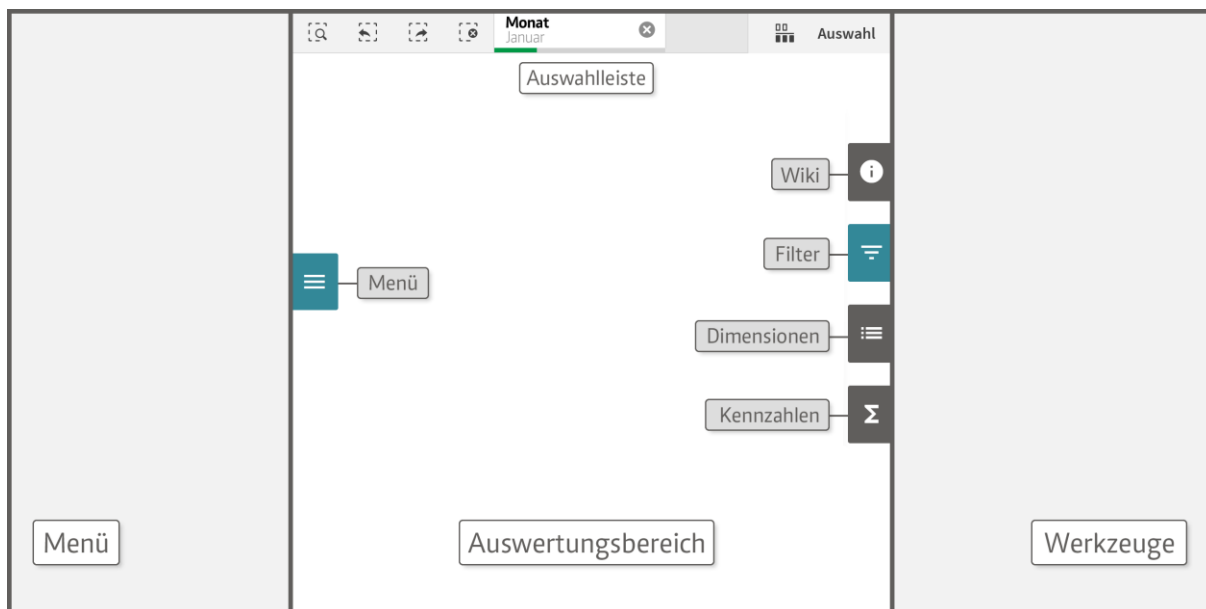 Monat
Januar
Auswahl
Auswahlleiste
Wiki
Filter
Menü
Dimensionen
Kennzahlen
Menü
Auswertungsbereich
Werkzeuge